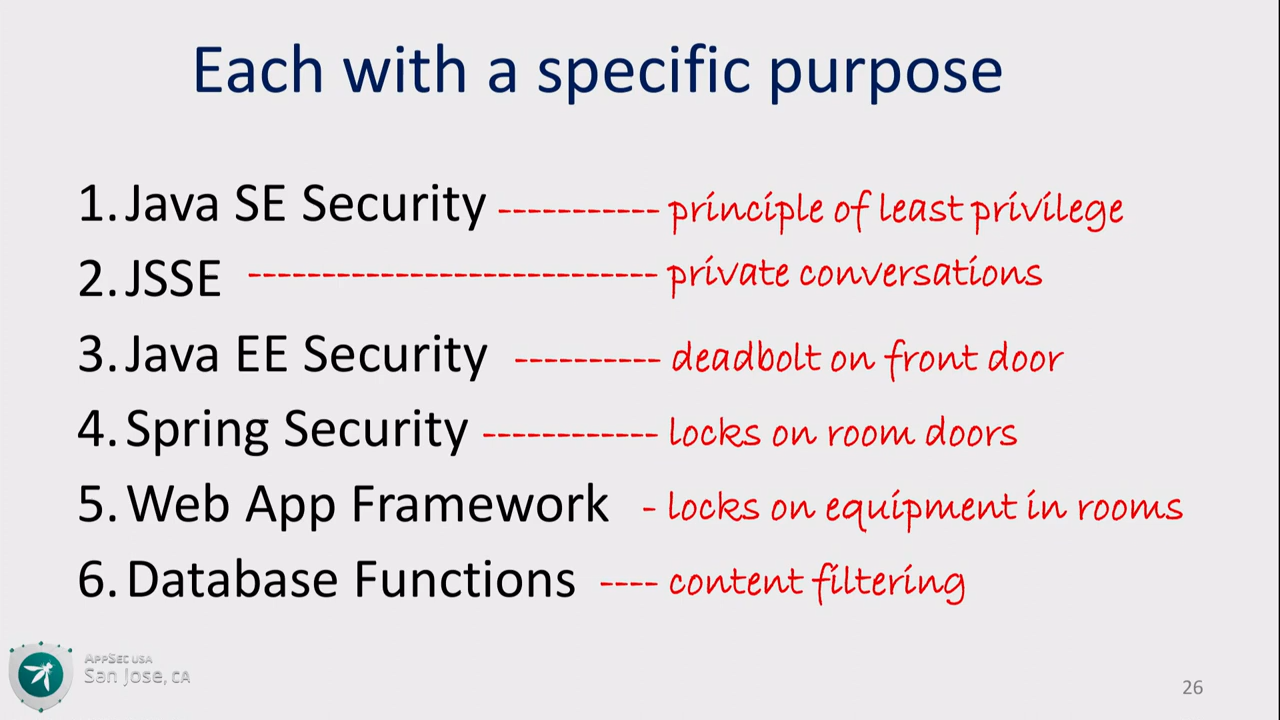 Each with a specific purpose
1. Java SE Security ----------- principle of least privilege
2. JSSE ---------------------------- private conversations
3. Java EE Security ---------- deadbolt on front door
4. Spring Security ------------ locks on room doors
5. Web App Framework - locks on equipment in rooms
6. Database Functions ---- content filtering
AppSec USA
San Jose, CA
26